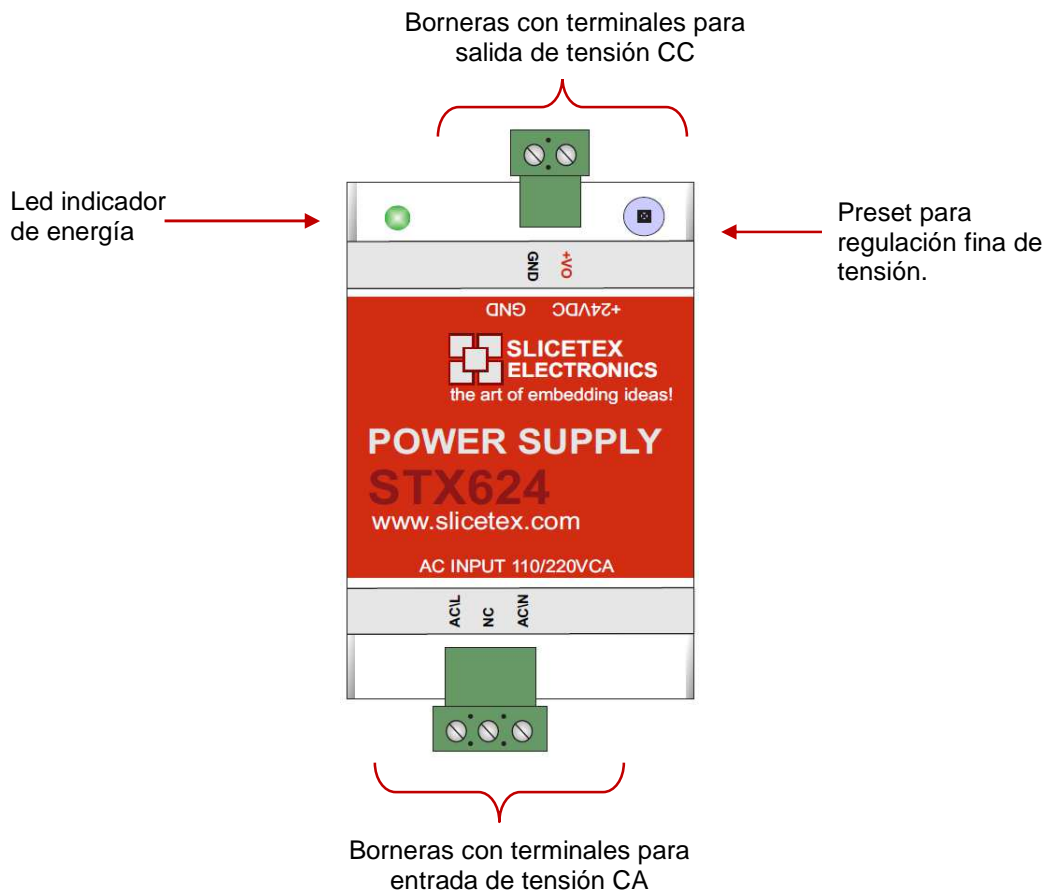 Borneras con terminales para
salida de tensión CC
Led indicador
de energía
Preset para
regulación fina de
tensión.
GND
+VO
GND
+24VDC
SLICETEX
ELECTRONICS
the art of embedding ideas!
POWER SUPPLY
STX624
www.slicetex.com
AC INPUT 110/220VCA
AC\L
NC
AC\N
Borneras con terminales para
entrada de tensión CA